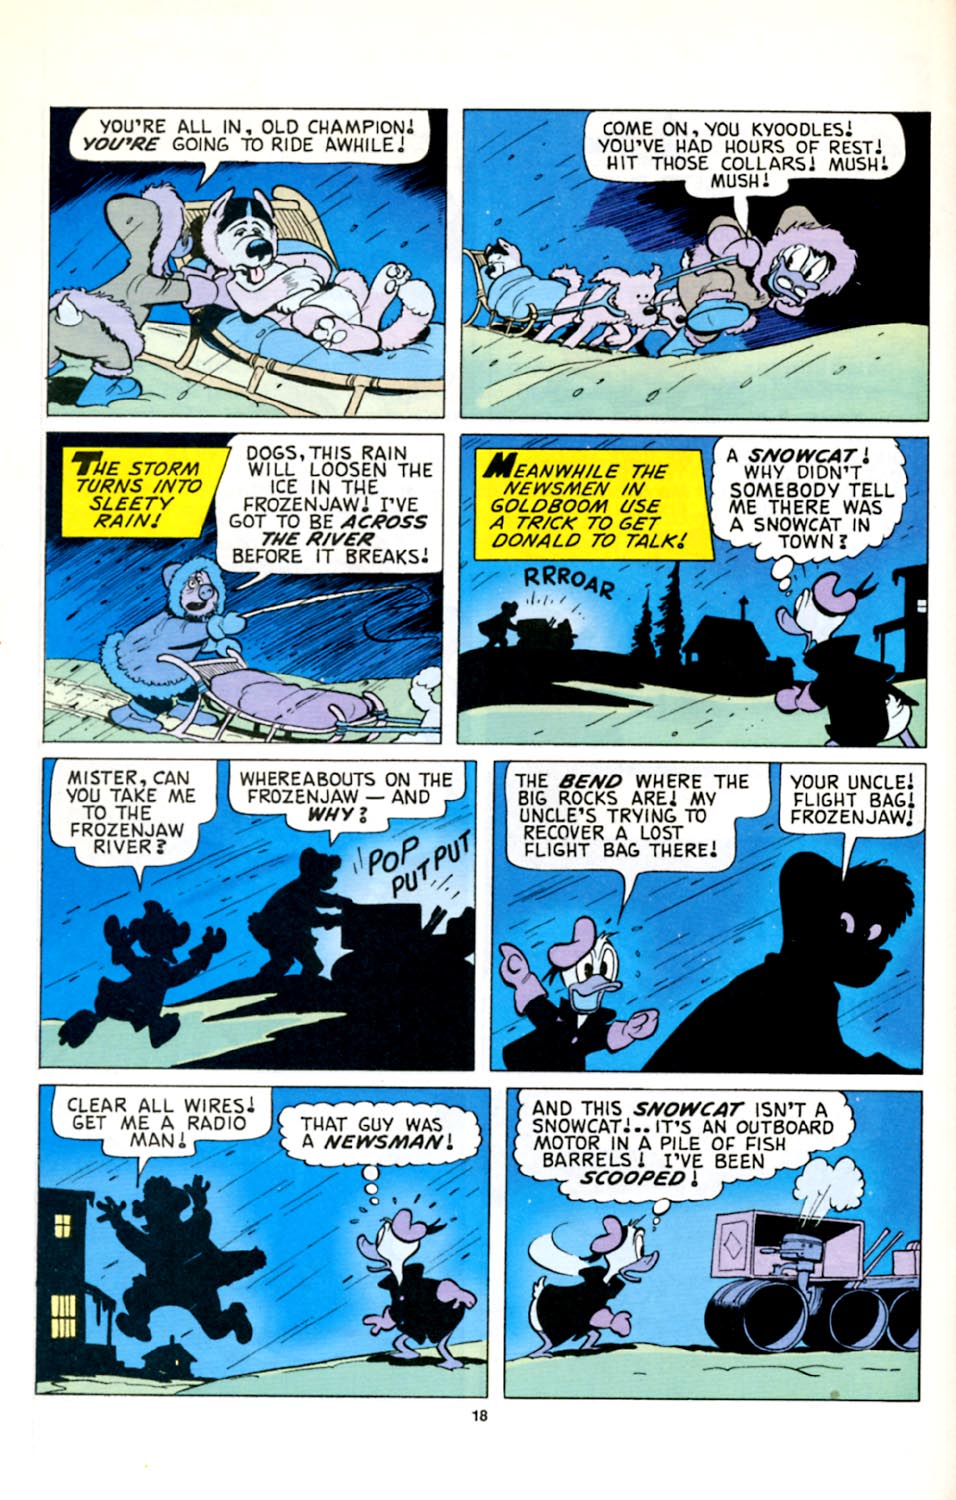 YOU'RE ALL IN, OLD CHAMPION!
YOU'RE GOING TO RIDE AWHILE!
COME ON, YOU KYOODLES!
YOU'VE HAD HOURS OF REST!
HIT THOSE COLLARS! MUSH!
MUSH!
THE STORM
TURNS INTO
SLEETY
RAIN!
DOGS, THIS RAIN
WILL LOOSEN THE
ICE IN THE
FROZENJAW! I'VE
GOT TO BE ACROSS
THE RIVER
BEFORE IT BREAKS!
MEANWHILE THE
NEWSMEN IN
GOLDBOOM USE
A TRICK TO GET
DONALD TO TALK!
RRROAR
A SNOWCAT!
WHY DIDN'T
SOMEBODY TELL
ME THERE WAS
A SNOWCAT IN
TOWN?
MISTER, CAN
YOU TAKE ME
TO THE
FROZENJAW
RIVER?
WHEREABOUTS ON THE
FROZENJAW — AND
WHY?
POP
PUT PUT
THE BEND WHERE THE
BIG ROCKS ARE! MY
UNCLE'S TRYING TO
RECOVER A LOST
FLIGHT BAG THERE!
YOUR UNCLE!
FLIGHT BAG!
FROZENJAW!
CLEAR ALL WIRES!
GET ME A RADIO
MAN!
THAT GUY WAS
A NEWSMAN!
AND THIS SNOWCAT ISN'T A
SNOWCAT!.. IT'S AN OUTBOARD
MOTOR IN A PILE OF FISH
BARRELS! I'VE BEEN
SCOOPED!
18